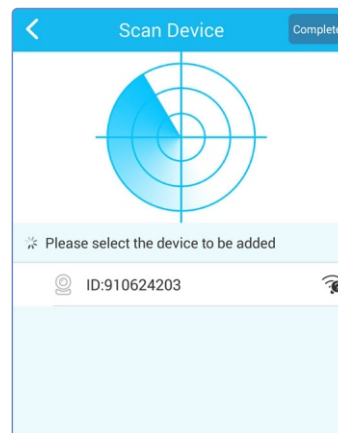 Scan Device
Complete
Please select the device to be added
ID:910624203